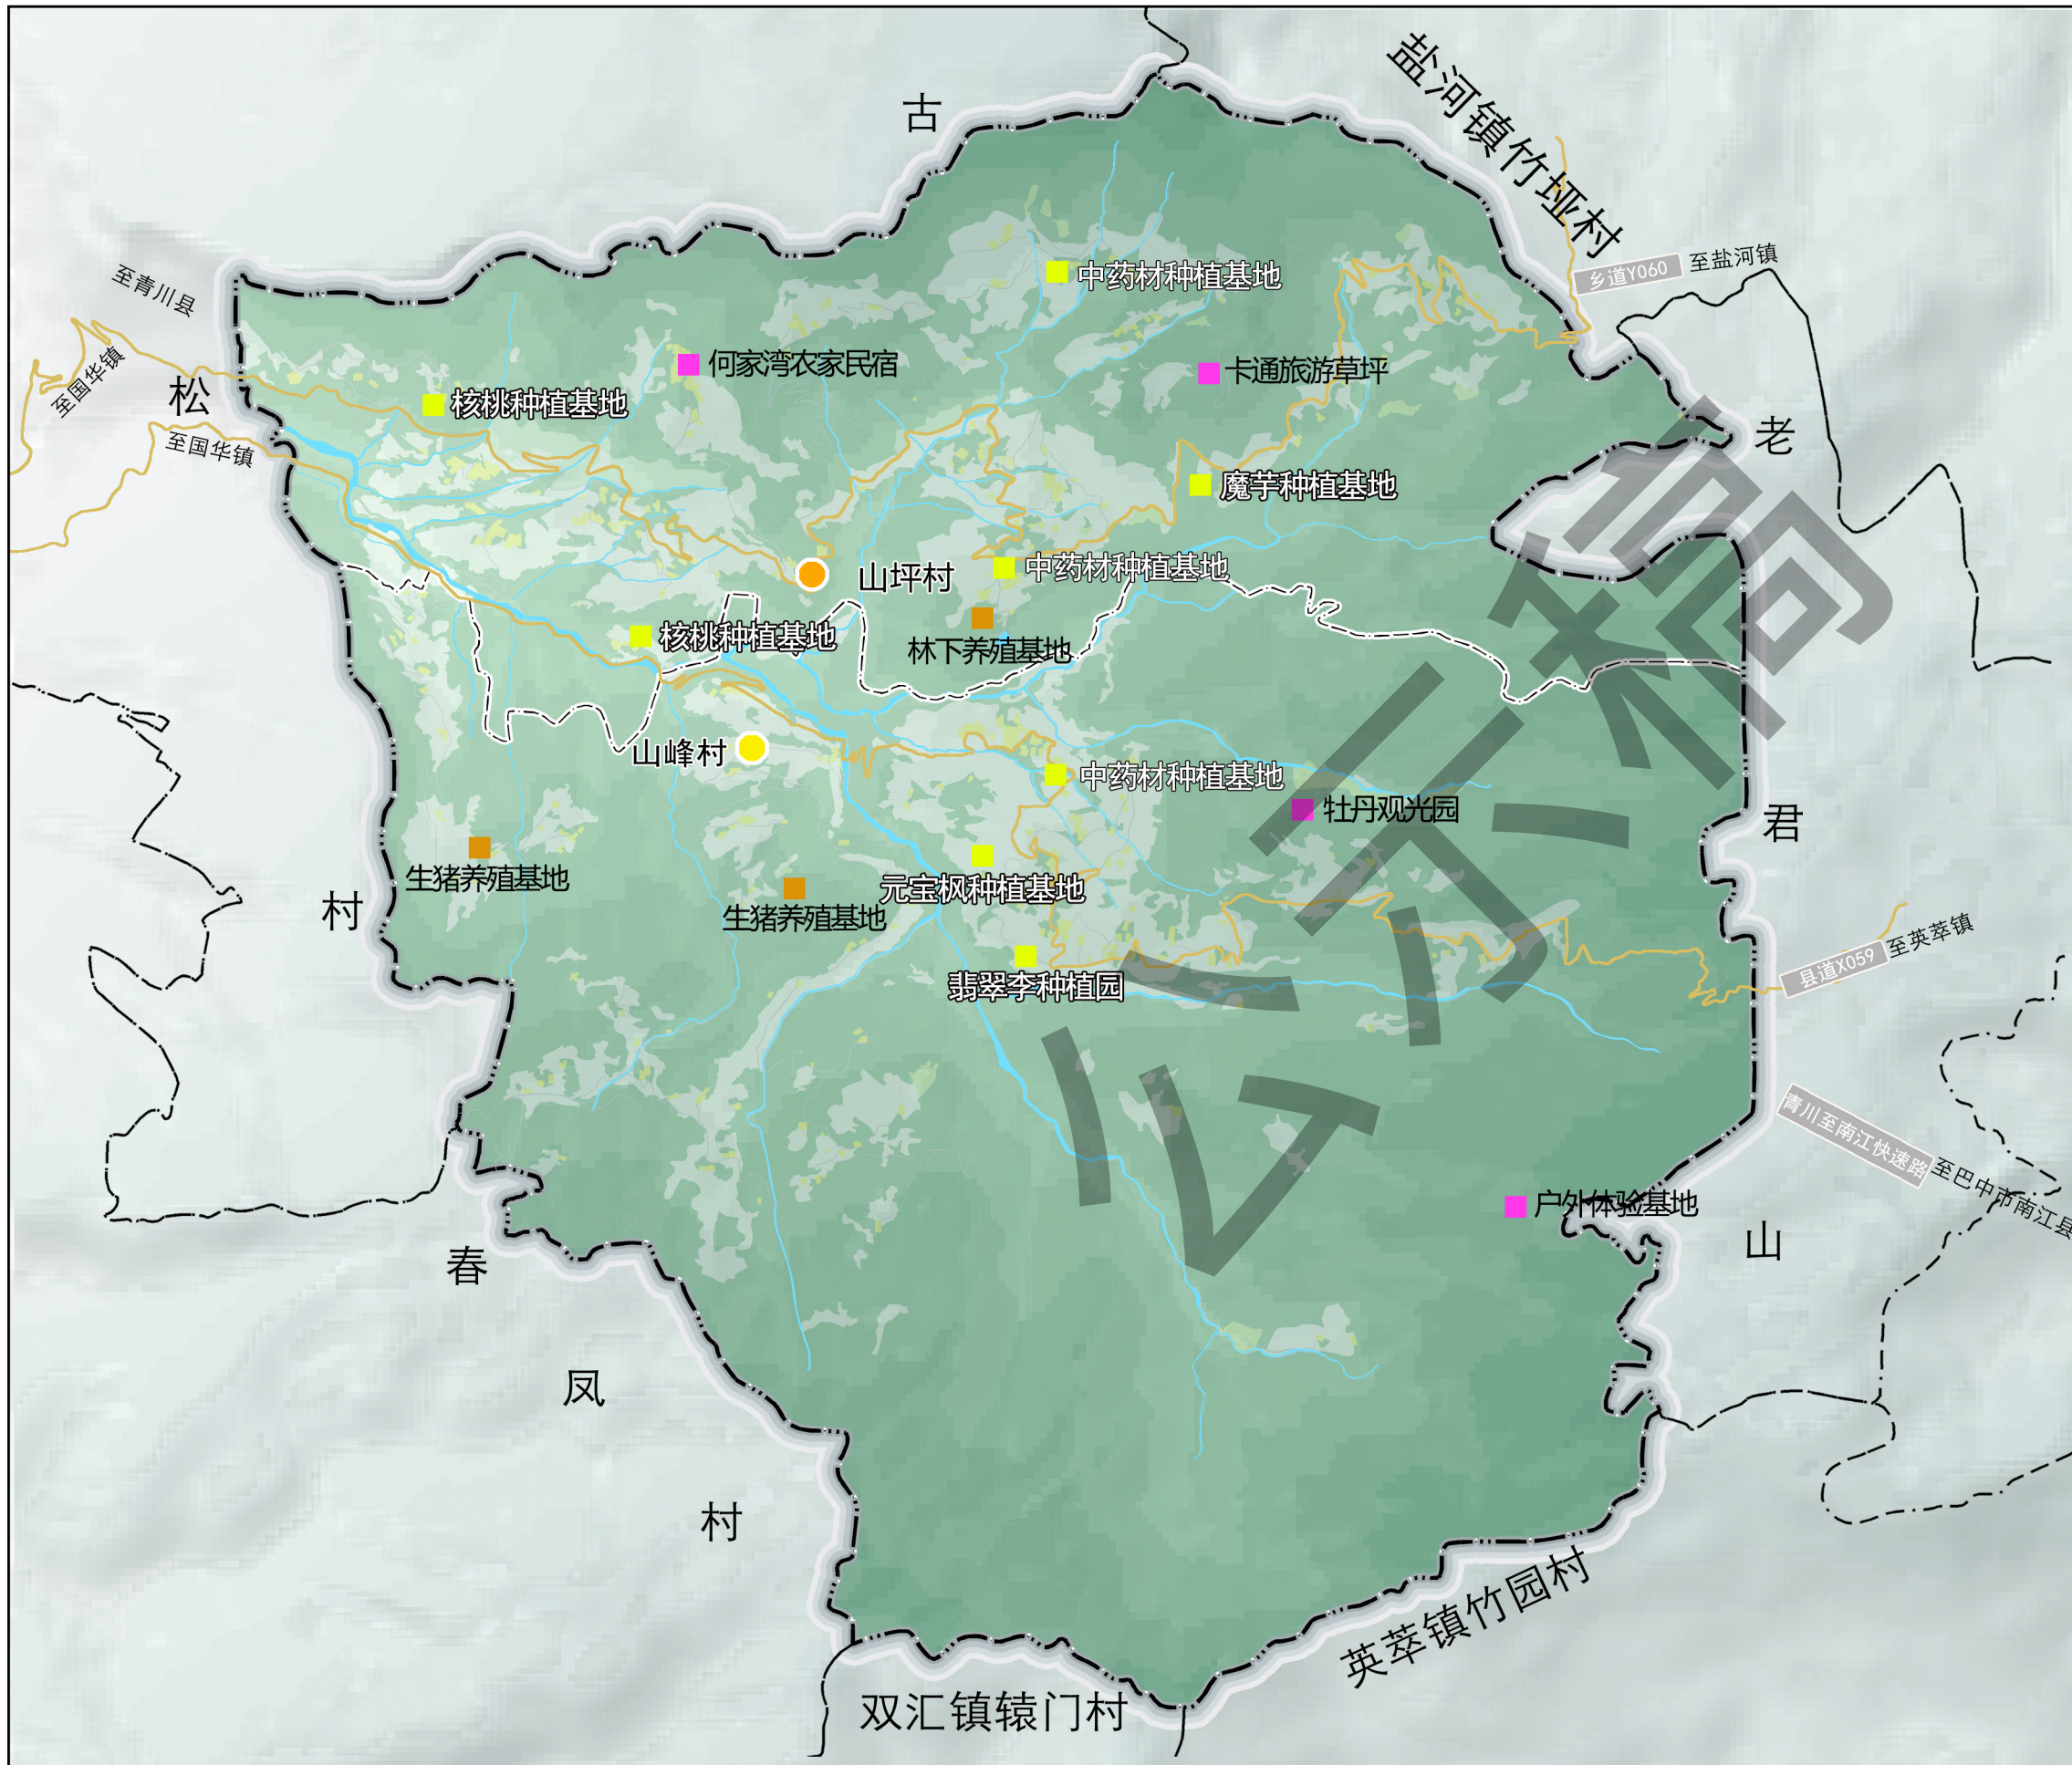 古
盐河镇竹垭村
乡道Y060
至盐河镇
至青川县
至国华镇
至国华镇
松
中药材种植基地
何家湾农家民宿
卡通旅游草坪
核桃种植基地
老
魔芋种植基地
中药材种植基地
山坪村
核桃种植基地
林下养殖基地
山峰村
中药材种植基地
牡丹观光园
君
生猪养殖基地
元宝枫种植基地
生猪养殖基地
村
翡翠李种植园
县道X059
至英萃镇
青川至南江快速路
至巴中市南江县
户外体验基地
山
春
凤
村
英萃镇竹园村
双汇镇辕门村
公示稿